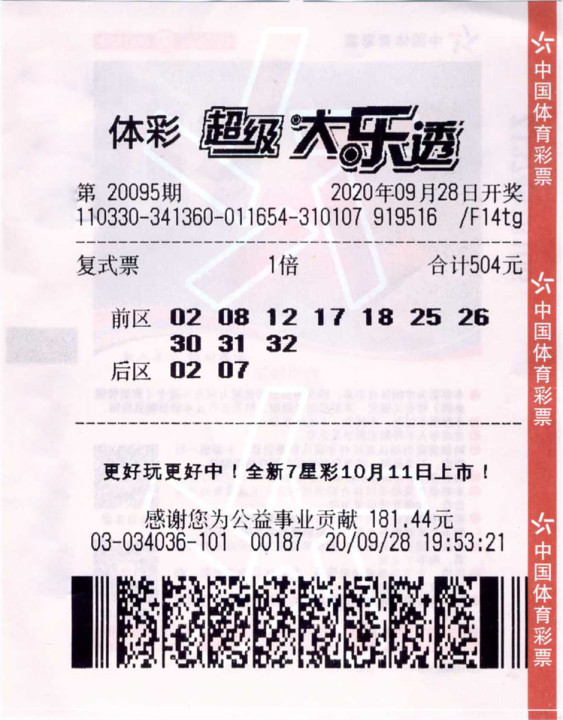 体彩 超级大乐透
第 20095期 2020年09月28日开奖
110330-341360-011654-310107 919516 /F14tg
复式票 1倍 合计504元
前区 02 08 12 17 18 25 26
30 31 32
后区 02 07
更好玩更好中！全新7星彩10月11日上市！
感谢您为公益事业贡献 181.44元
03-034036-101 00187 20/09/28 19:53:21
中国体育彩票
中国体育彩票
中国体育彩票